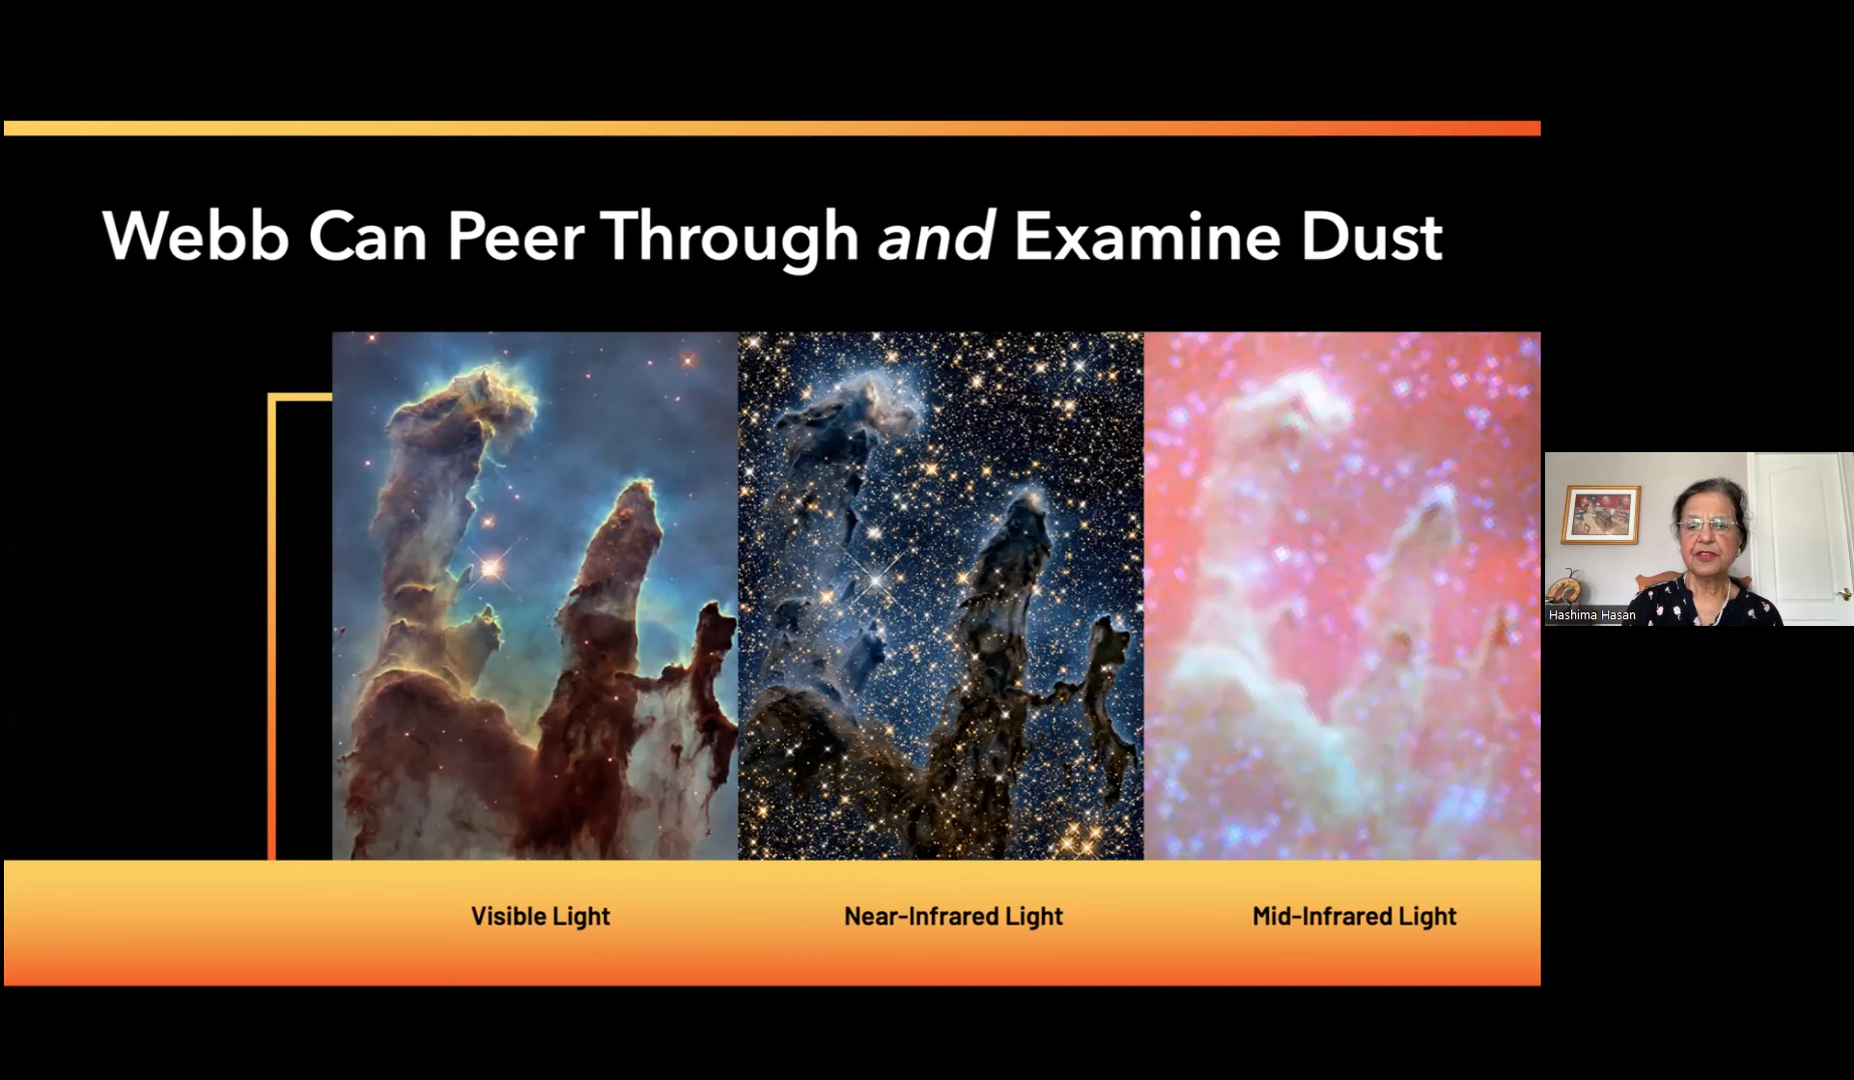 Webb Can Peer Through and Examine Dust
Visible Light
Near-Infrared Light
Mid-Infrared Light
Hashima Hasan